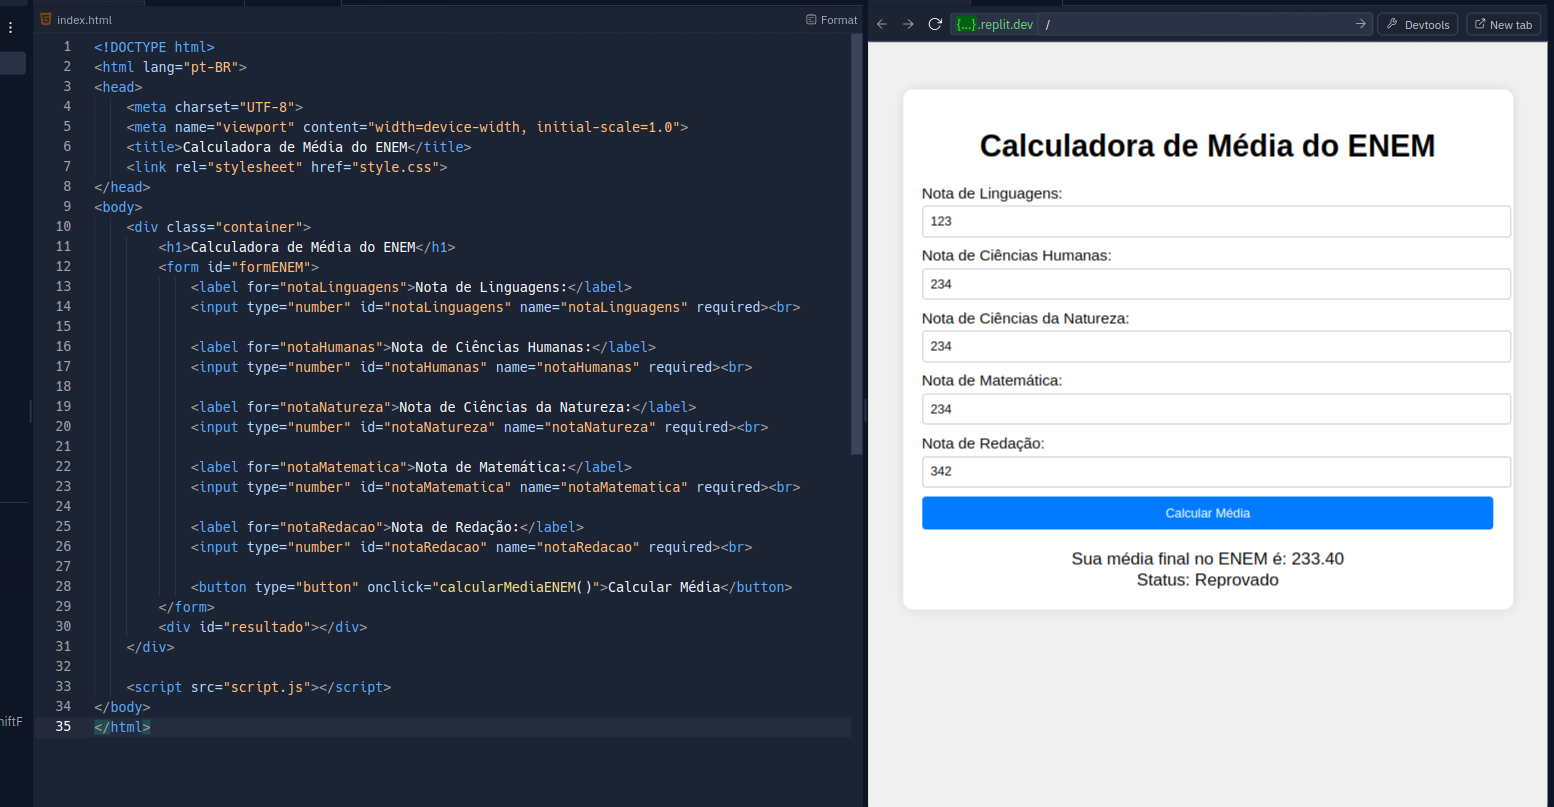 index.html
Format
1 <!DOCTYPE html>
2 <html lang="pt-BR">
3 <head>
4 <meta charset="UTF-8">
5 <meta name="viewport" content="width=device-width, initial-scale=1.0">
6 <title>Calculadora de Média do ENEM</title>
7 <link rel="stylesheet" href="style.css">
8 </head>
9 <body>
10 <div class="container">
11 <h1>Calculadora de Média do ENEM</h1>
12 <form id="formENEM">
13 <label for="notaLinguagens">Nota de Linguagens:</label>
14 <input type="number" id="notaLinguagens" name="notaLinguagens" required><br>
15
16 <label for="notaHumanas">Nota de Ciências Humanas:</label>
17 <input type="number" id="notaHumanas" name="notaHumanas" required><br>
18
19 <label for="notaNatureza">Nota de Ciências da Natureza:</label>
20 <input type="number" id="notaNatureza" name="notaNatureza" required><br>
21
22 <label for="notaMatematica">Nota de Matemática:</label>
23 <input type="number" id="notaMatematica" name="notaMatematica" required><br>
24
25 <label for="notaRedacao">Nota de Redação:</label>
26 <input type="number" id="notaRedacao" name="notaRedacao" required><br>
27
28 <button type="button" onclick="calcularMediaENEM()">Calcular Média</button>
29 </form>
30 <div id="resultado"></div>
31 </div>
32
33 <script src="script.js"></script>
34 </body>
35 </html>
{...}.replit.dev /
Devtools
New tab
Calculadora de Média do ENEM
Nota de Linguagens:
123
Nota de Ciências Humanas:
234
Nota de Ciências da Natureza:
234
Nota de Matemática:
234
Nota de Redação:
342
Calcular Média
Sua média final no ENEM é: 233.40
Status: Reprovado